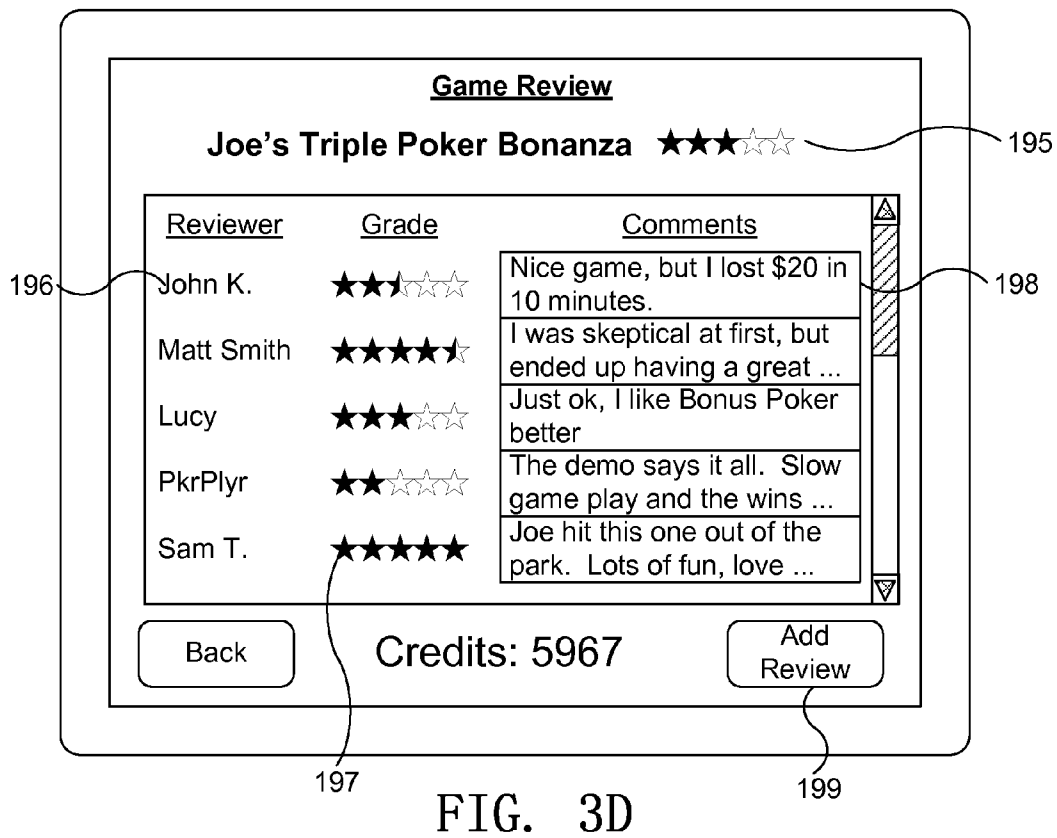 Game Review
Joe's Triple Poker Bonanza
195
Reviewer Grade Comments
196
John K.
Nice game, but I lost $20 in
10 minutes.
198
Matt Smith
I was skeptical at first, but
ended up having a great ...
Lucy
Just ok, I like Bonus Poker
better
PkrPlyr
The demo says it all. Slow
game play and the wins ...
Sam T.
Joe hit this one out of the
park. Lots of fun, love ...
Back
Credits: 5967
Add
Review
197
199
FIG. 3D